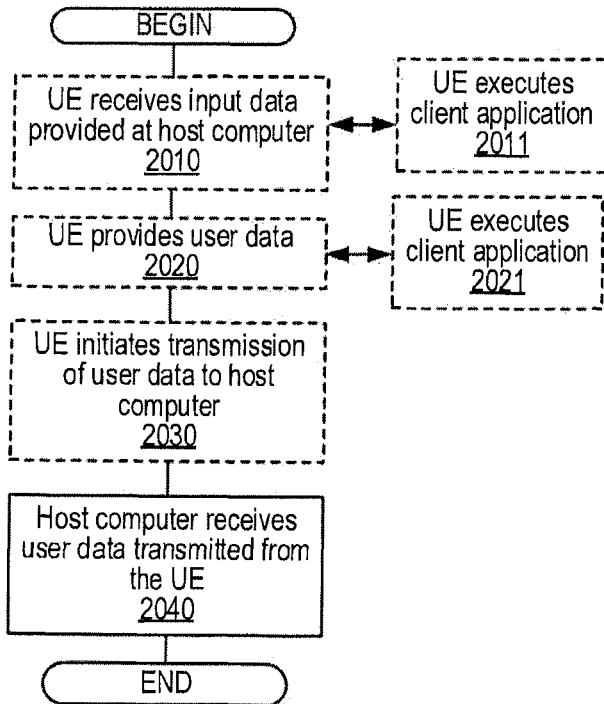 BEGIN
UE receives input data
provided at host computer
2010
UE executes
client application
2011
UE provides user data
2020
UE executes
client application
2021
UE initiates transmission
of user data to host
computer
2030
Host computer receives
user data transmitted from
the UE
2040
END